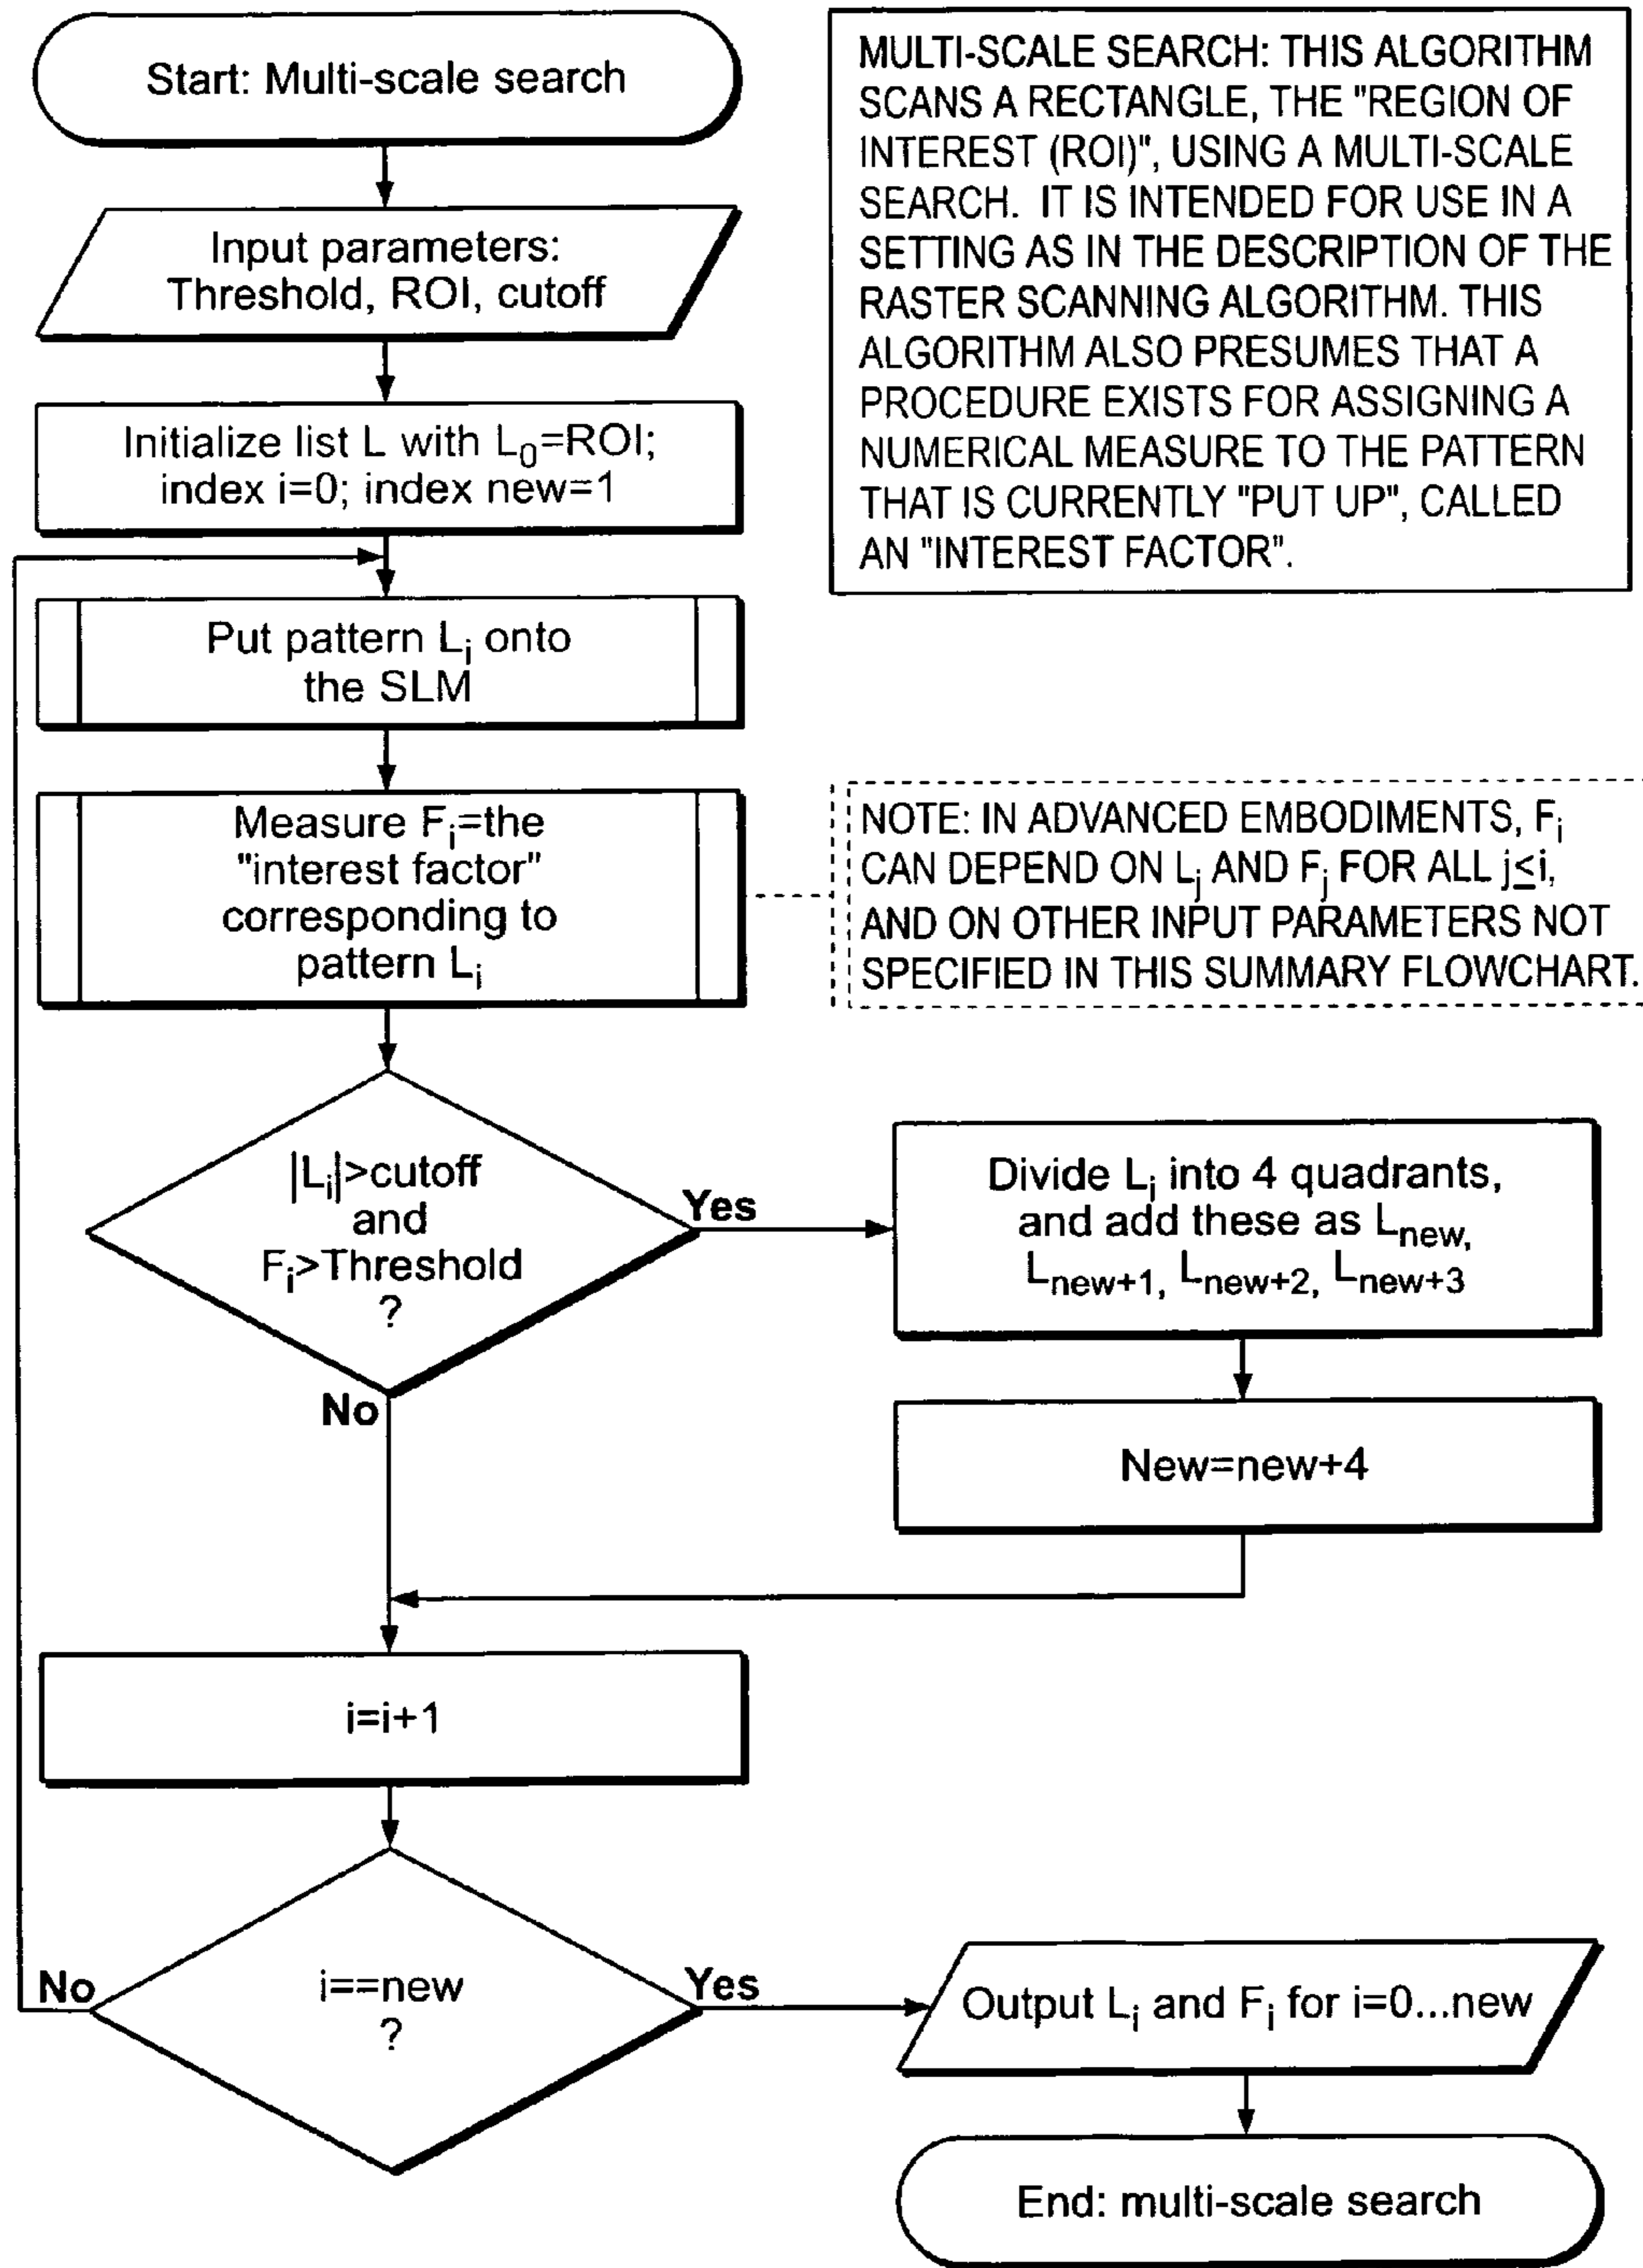 Start: Multi-scale search
Input parameters:
Threshold, ROI, cutoff
Initialize list L with L₀=ROI;
index i=0; index new=1
Put pattern Lᵢ onto
the SLM
Measure Fᵢ=the
"interest factor"
corresponding to
pattern Lᵢ
|Lᵢ|>cutoff
and
Fᵢ>Threshold
?
Yes
No
Divide Lᵢ into 4 quadrants,
and add these as Lnew,
Lnew+1, Lnew+2, Lnew+3
New=new+4
i=i+1
i==new
?
No
Yes
Output Lᵢ and Fᵢ for i=0...new
End: multi-scale search
MULTI-SCALE SEARCH: THIS ALGORITHM
SCANS A RECTANGLE, THE "REGION OF
INTEREST (ROI)", USING A MULTI-SCALE
SEARCH. IT IS INTENDED FOR USE IN A
SETTING AS IN THE DESCRIPTION OF THE
RASTER SCANNING ALGORITHM. THIS
ALGORITHM ALSO PRESUMES THAT A
PROCEDURE EXISTS FOR ASSIGNING A
NUMERICAL MEASURE TO THE PATTERN
THAT IS CURRENTLY "PUT UP", CALLED
AN "INTEREST FACTOR".
NOTE: IN ADVANCED EMBODIMENTS, Fᵢ
CAN DEPEND ON Lⱼ AND Fⱼ FOR ALL j≤i,
AND ON OTHER INPUT PARAMETERS NOT
SPECIFIED IN THIS SUMMARY FLOWCHART.